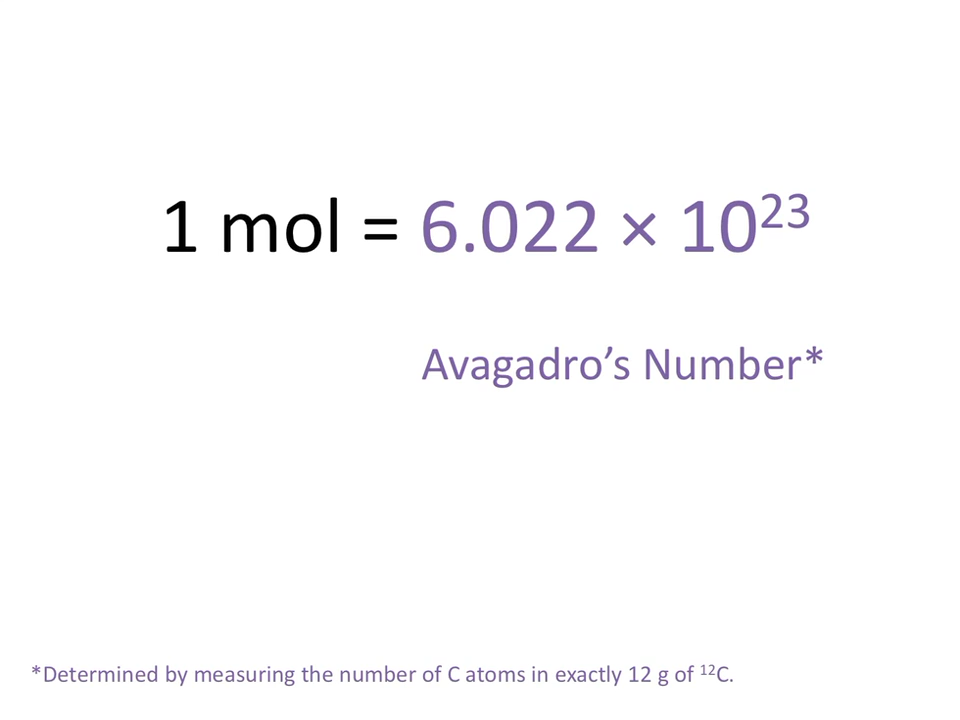 1 mol = 6.022 × 10²³
Avagadro’s Number*
*Determined by measuring the number of C atoms in exactly 12 g of ¹²C.